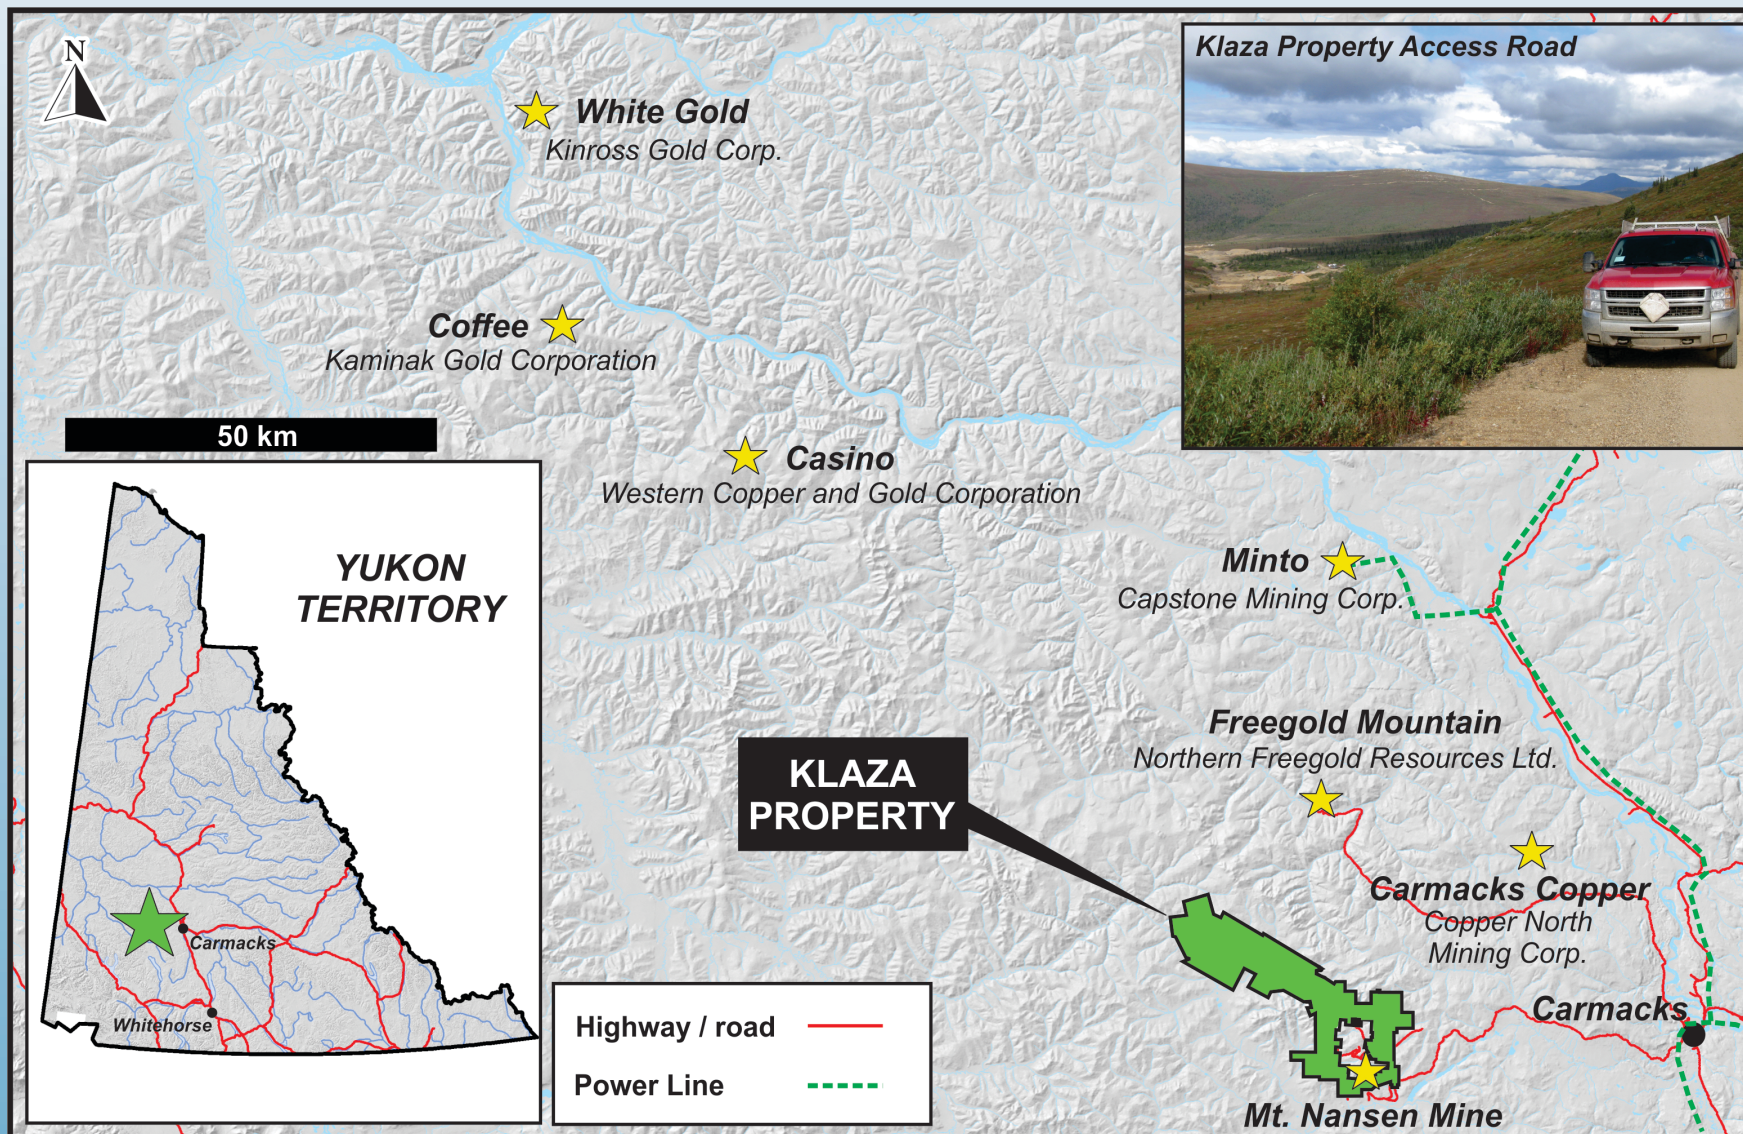 N
Klaza Property Access Road
White Gold
Kinross Gold Corp.
Coffee
Kaminak Gold Corporation
50 km
Casino
Western Copper and Gold Corporation
YUKON
TERRITORY
Minto
Capstone Mining Corp.
Freegold Mountain
Northern Freegold Resources Ltd.
KLAZA
PROPERTY
Carmacks Copper
Copper North
Mining Corp.
Carmacks
Whitehorse
Highway / road
Power Line
Carmacks
Mt. Nansen Mine